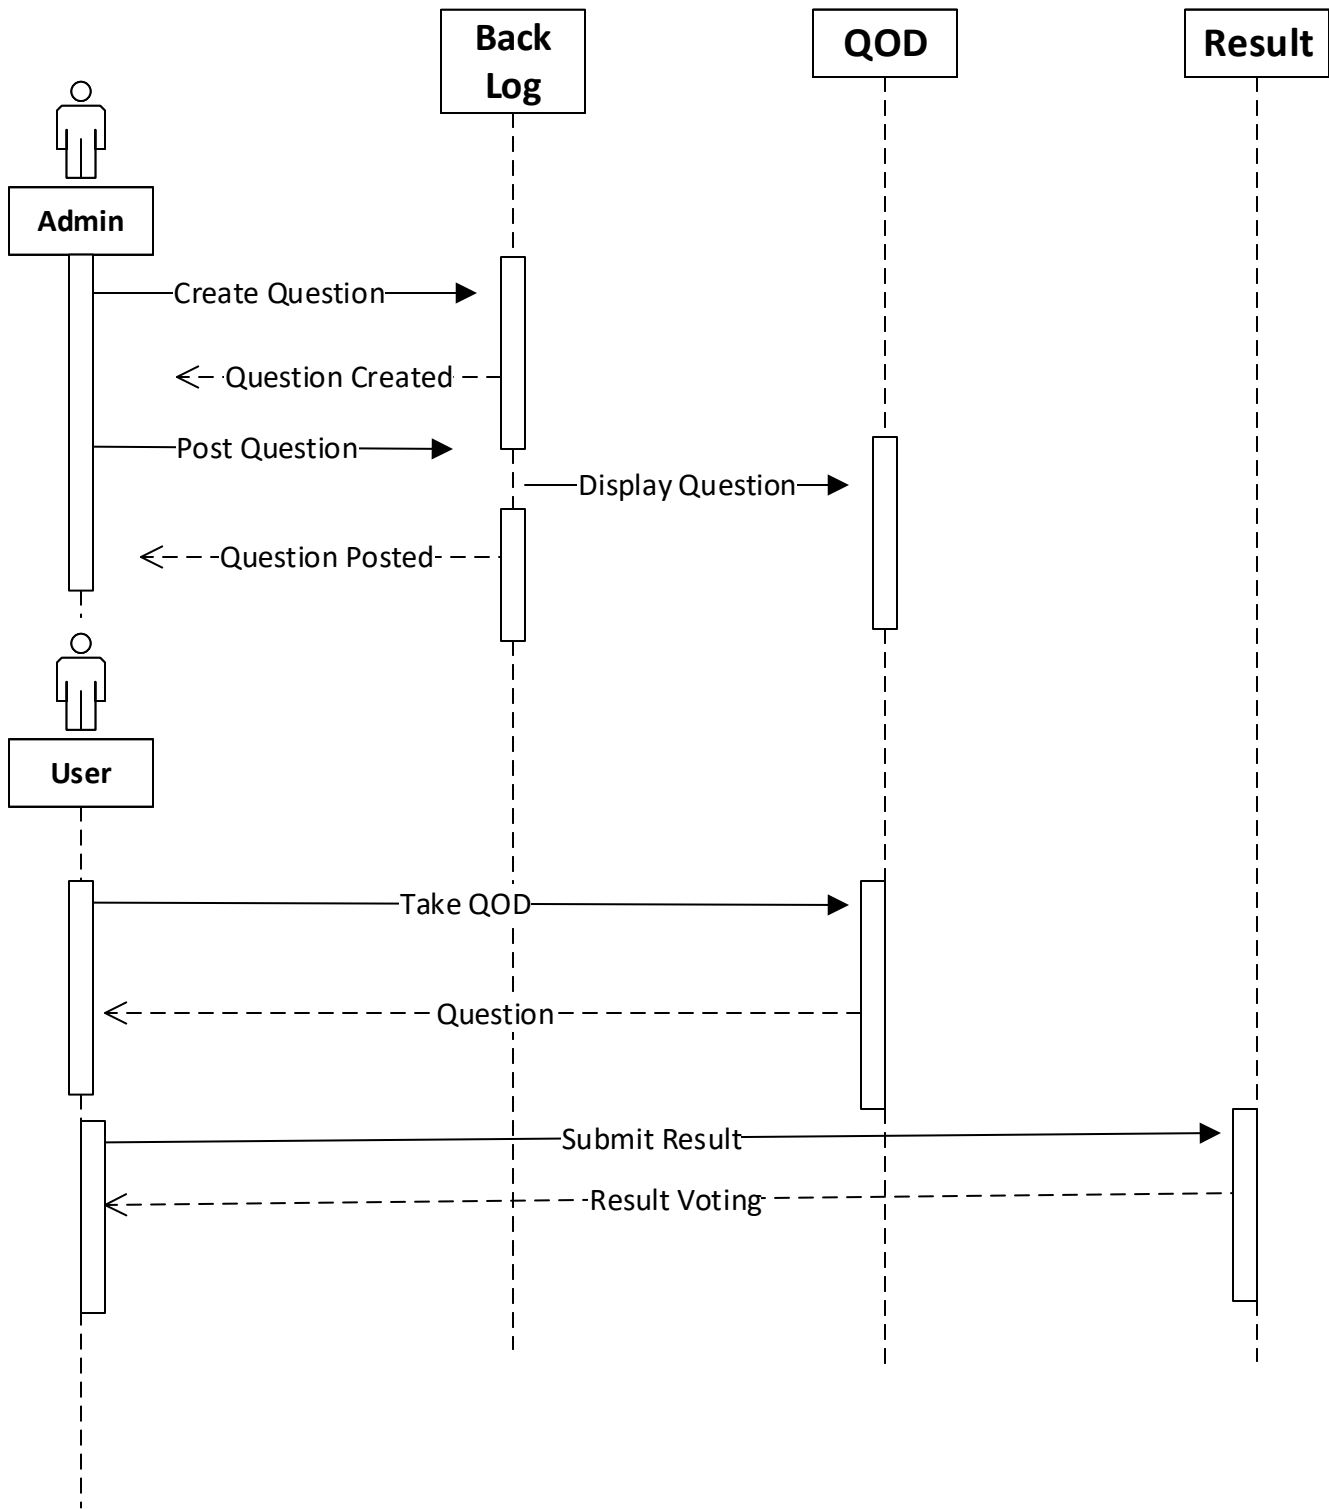 Back
Log
QOD
Result
Admin
Create Question
Question Created
Post Question
Display Question
Question Posted
User
Take QOD
Question
Submit Result
Result Voting